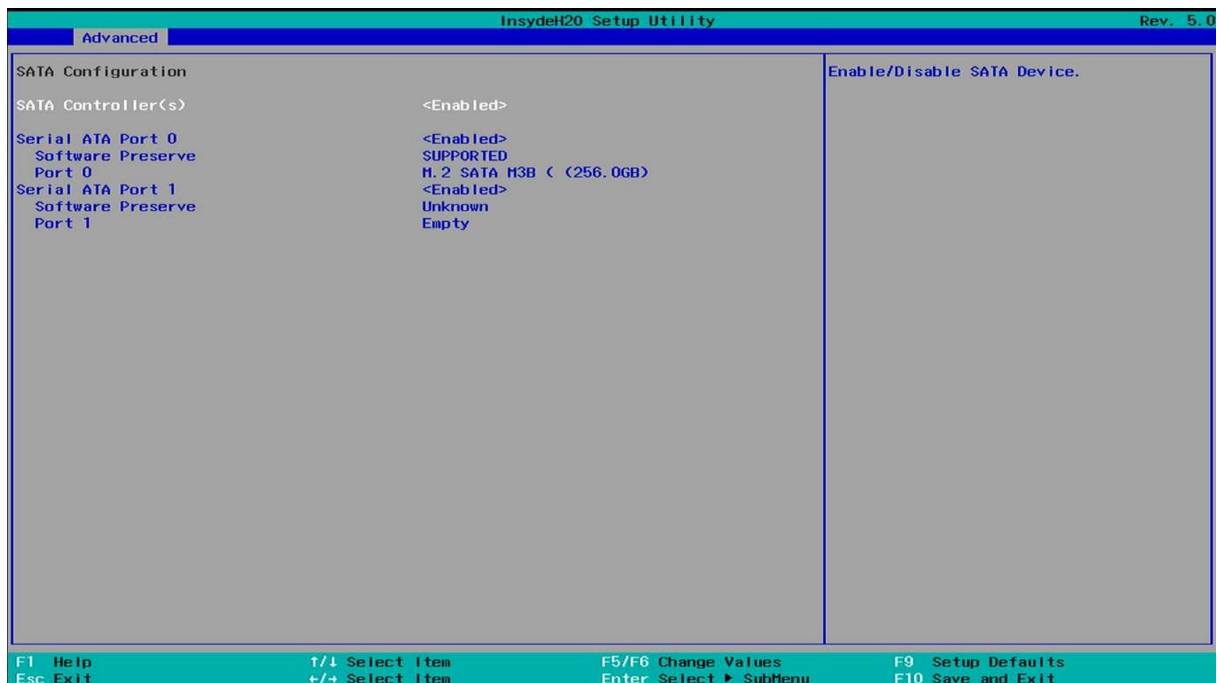 InsydeH2O Setup Utility Rev. 5.0
Advanced
SATA Configuration
Enable/Disable SATA Device.
SATA Controller(s) <Enabled>
Serial ATA Port 0 <Enabled>
Software Preserve SUPPORTED
Port 0 M.2 SATA M3B ( (256.0GB)
Serial ATA Port 1 <Enabled>
Software Preserve Unknown
Port 1 Empty
F1 Help ↑/↓ Select Item F5/F6 Change Values F9 Setup Defaults
Esc Exit ←/→ Select Item Enter Select ▶ SubMenu F10 Save and Exit